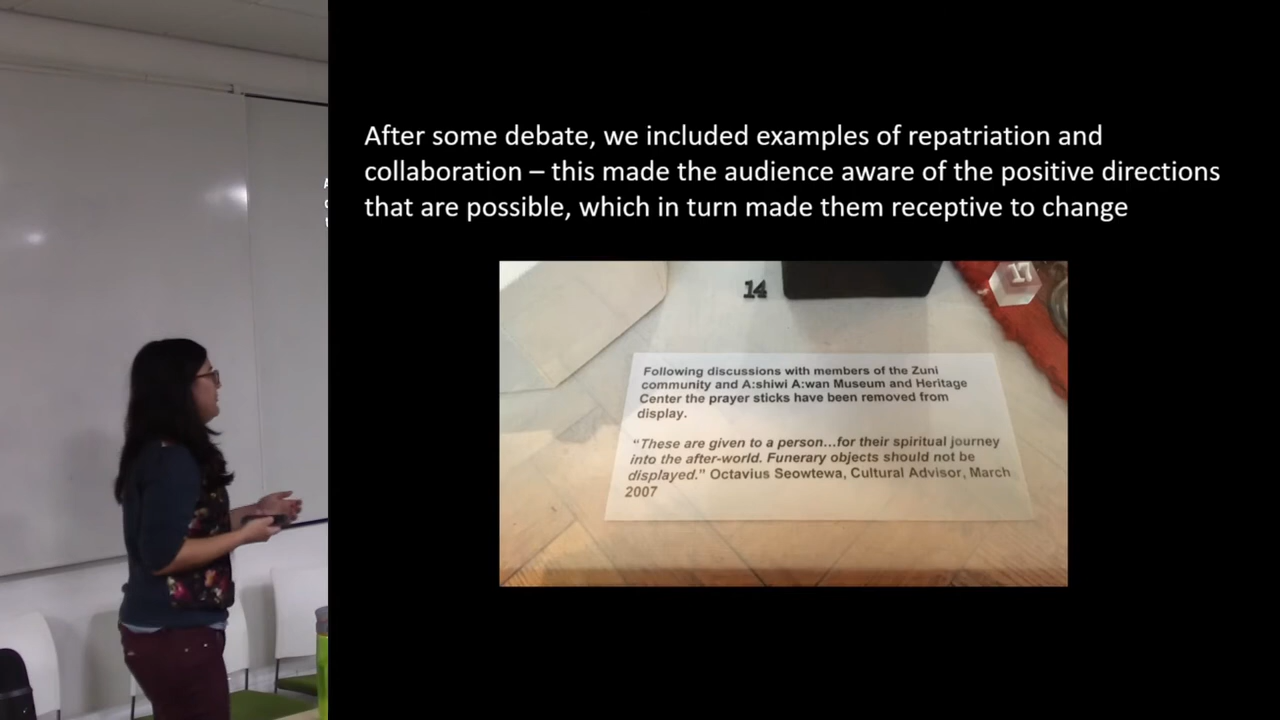 After some debate, we included examples of repatriation and
collaboration – this made the audience aware of the positive directions
that are possible, which in turn made them receptive to change
14
Following discussions with members of the Zuni
community and A:shiwi A:wan Museum and Heritage
Center the prayer sticks have been removed from
display.
“These are given to a person...for their spiritual journey
into the after-world. Funerary objects should not be
displayed.” Octavius Seowtewa, Cultural Advisor, March
2007